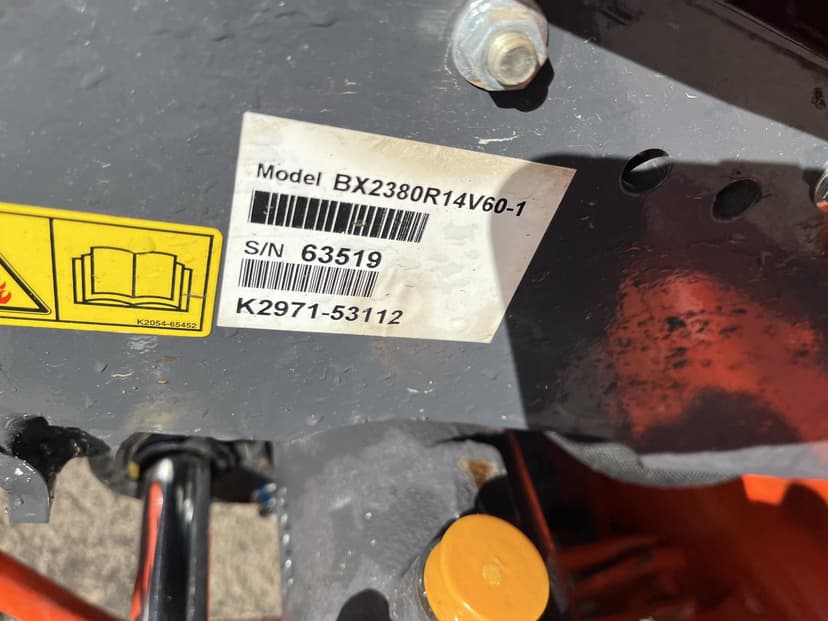 Model BX2380R14V60-1
S/N 63519
K2971-53112
K2054-65452